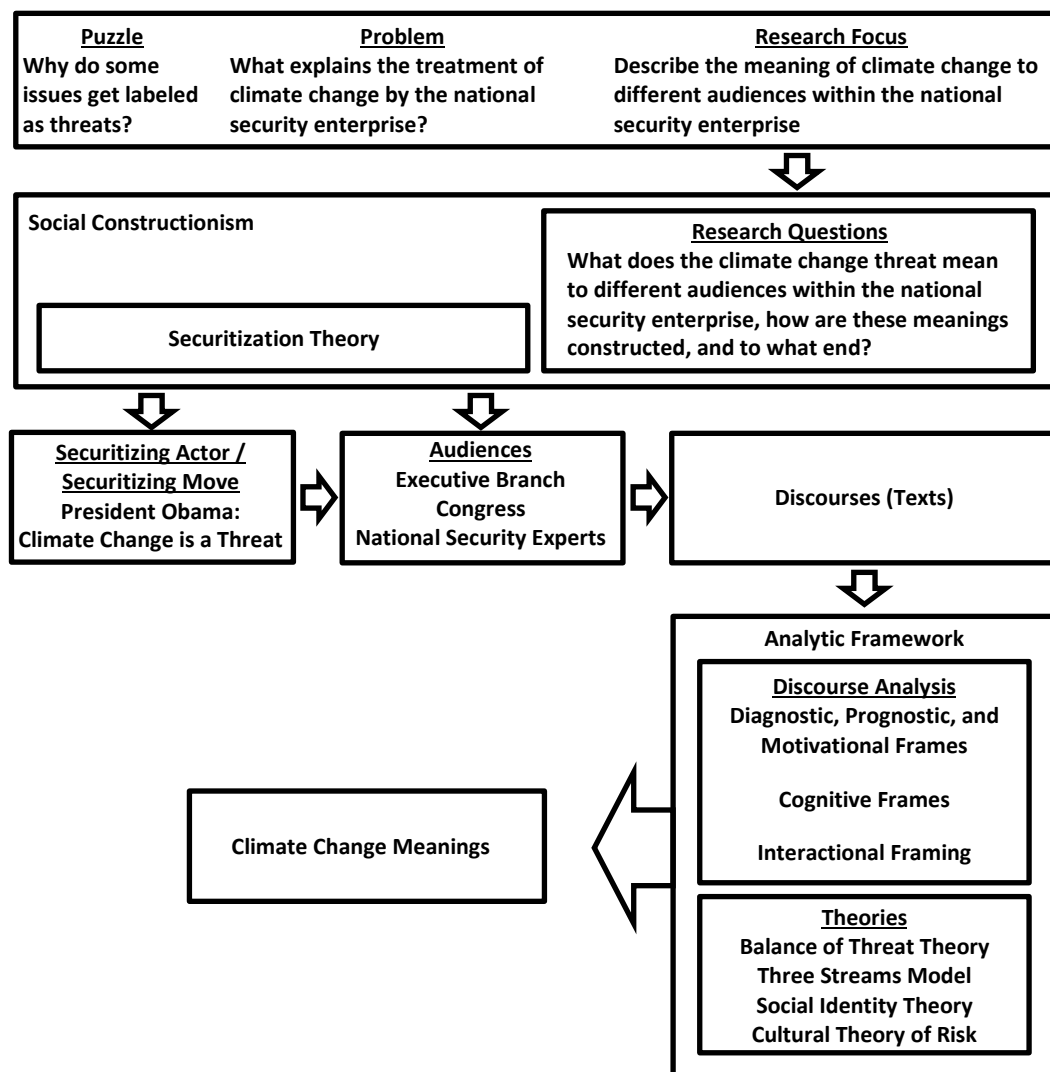 Puzzle
Why do some
issues get labeled
as threats?
Problem
What explains the treatment of
climate change by the national
security enterprise?
Research Focus
Describe the meaning of climate change to
different audiences within the national
security enterprise
Social Constructionism
Securitization Theory
Research Questions
What does the climate change threat mean
to different audiences within the national
security enterprise, how are these meanings
constructed, and to what end?
Securitizing Actor /
Securitizing Move
President Obama:
Climate Change is a Threat
Audiences
Executive Branch
Congress
National Security Experts
Discourses (Texts)
Analytic Framework
Discourse Analysis
Diagnostic, Prognostic, and
Motivational Frames
Cognitive Frames
Interactional Framing
Theories
Balance of Threat Theory
Three Streams Model
Social Identity Theory
Cultural Theory of Risk
Climate Change Meanings